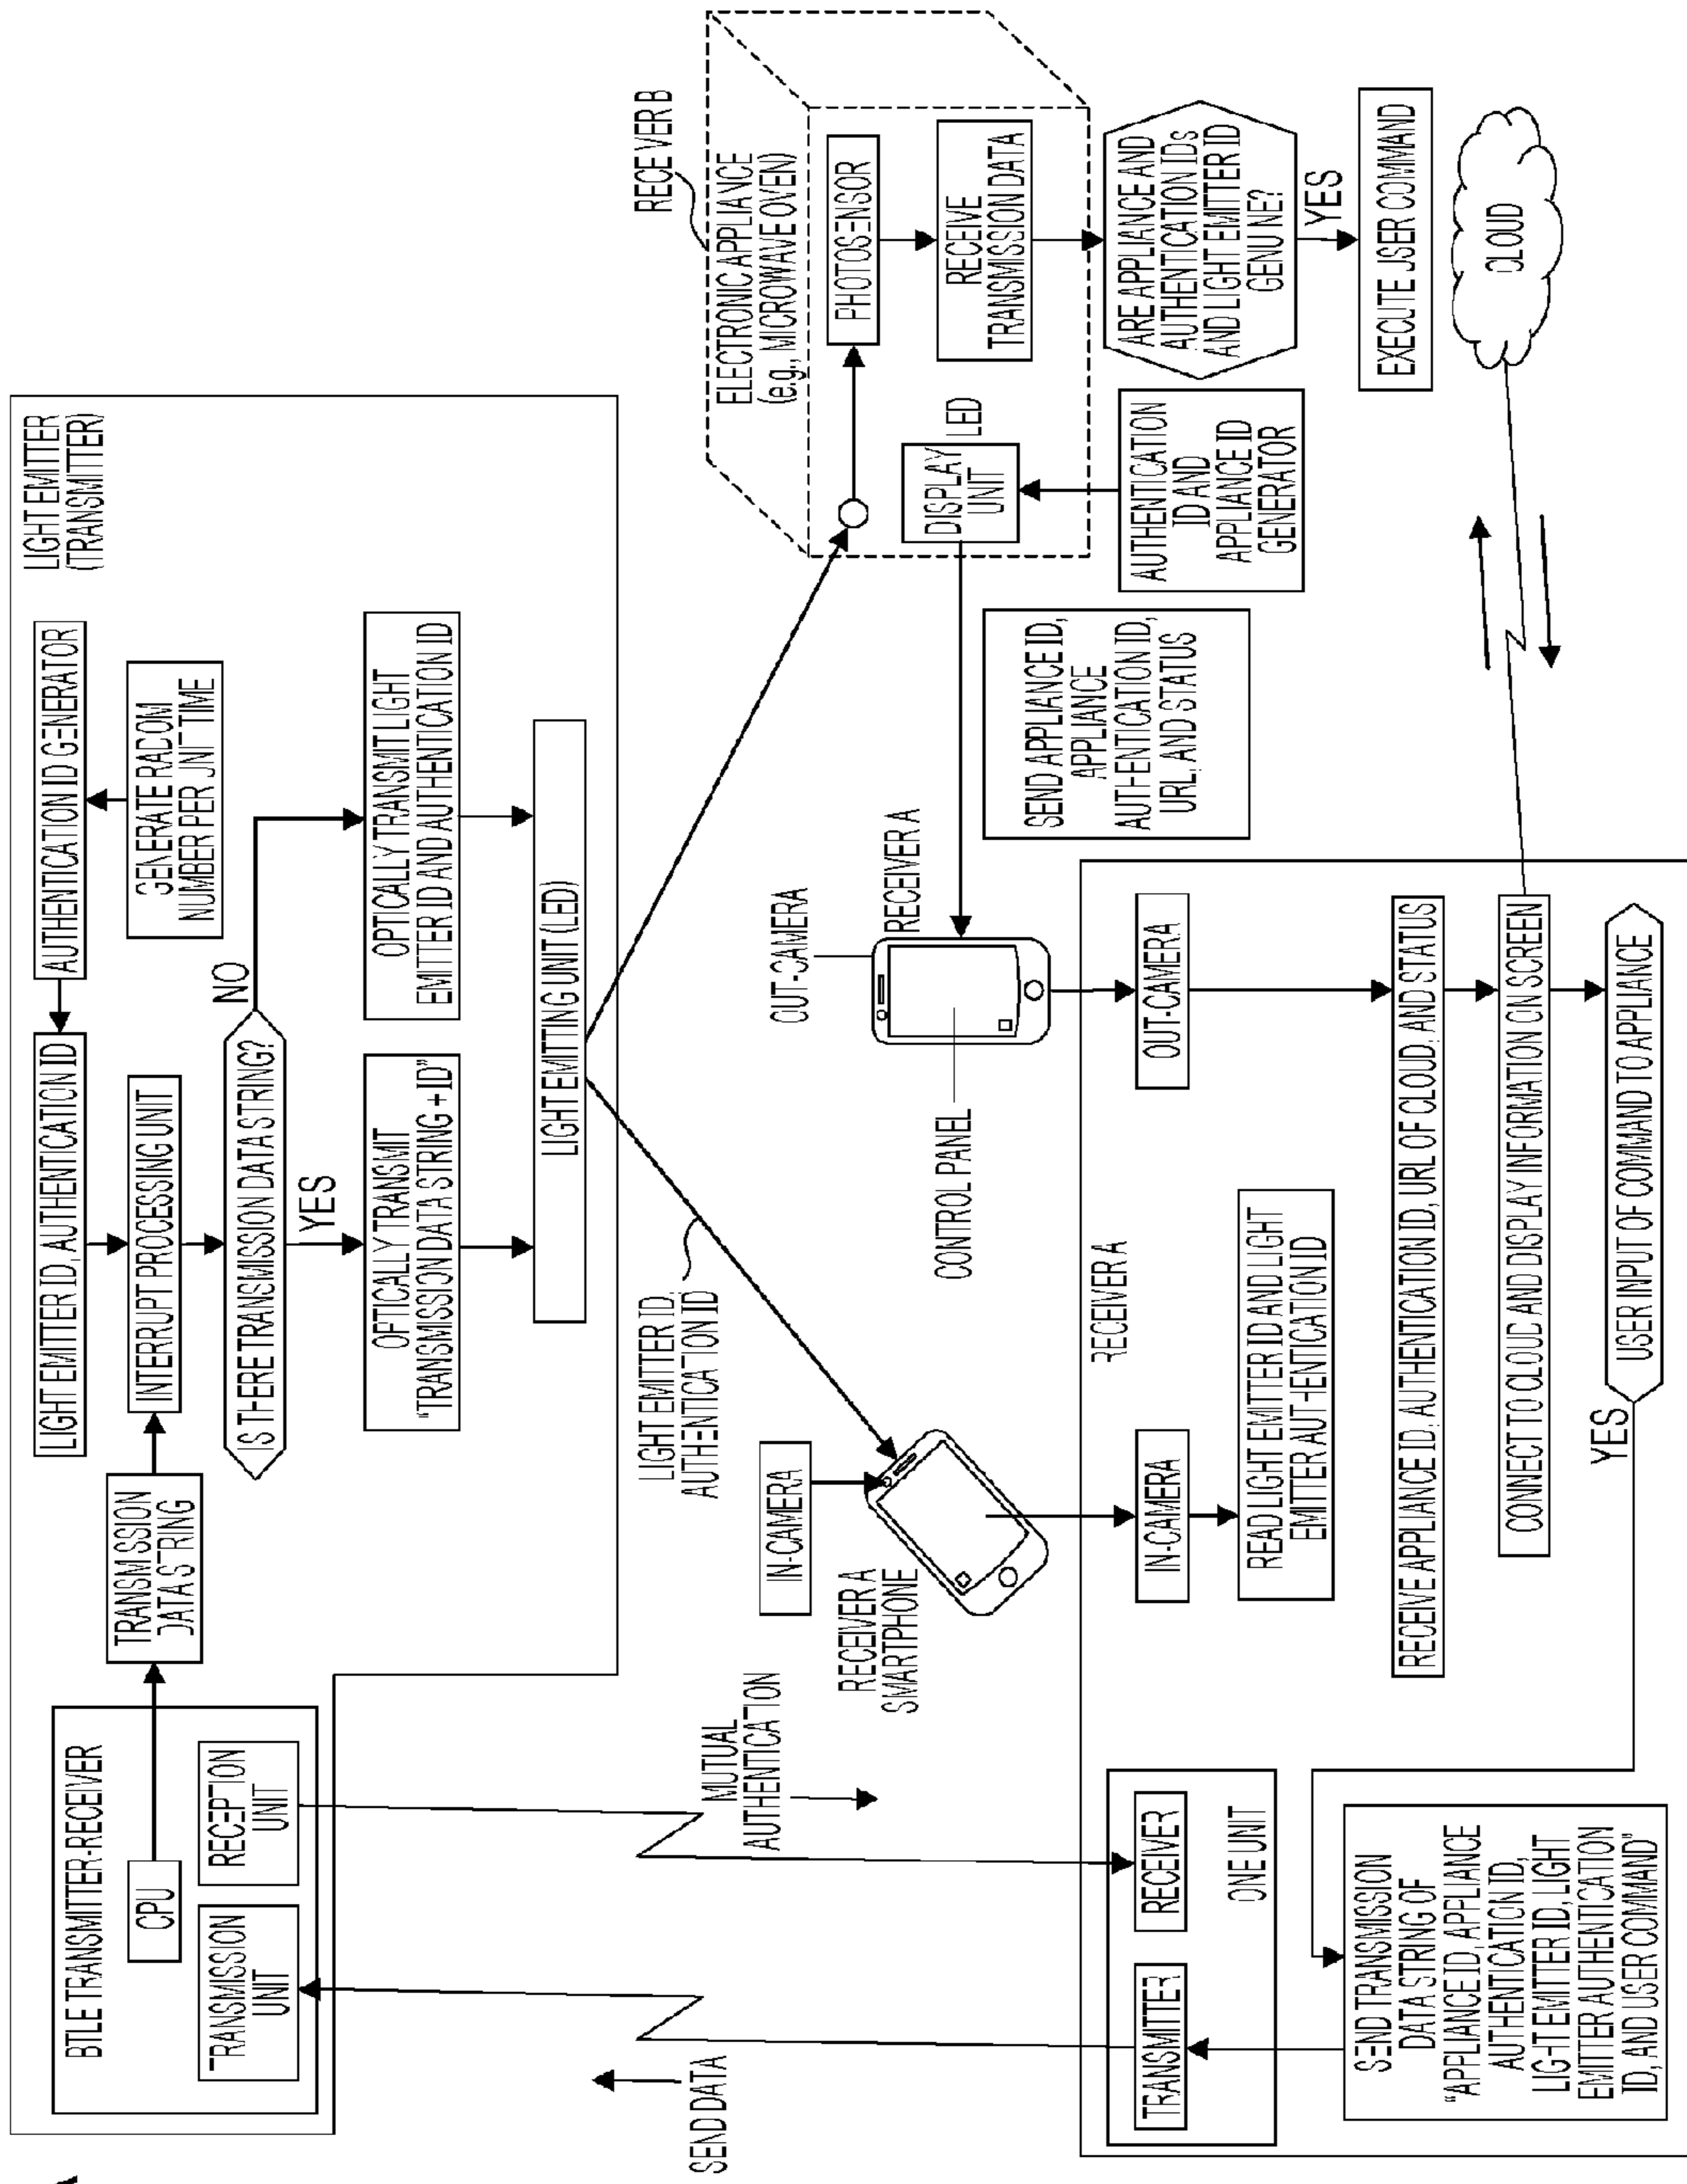 LIGHT EMITTER
(TRANSMITTER)
BTLE TRANSMITTER-RECEIVER
CPU
TRANSMISSION
UNIT
RECEPTION
UNIT
TRANSMISSION
DATA STRING
LIGHT EMITTER ID, AUTHENTICATION ID
AUTHENTICATION ID GENERATOR
GENERATE RADOM
NUMBER PER UNIT TIME
INTERRUPT PROCESSING UNIT
IS THERE TRANSMISSION DATA STRING?
NO
YES
OPTICALLY TRANSMIT
"TRANSMISSION DATA STRING + ID"
OPTICALLY TRANSMIT LIGHT
EMITTER ID AND AUTHENTICATION ID
LIGHT EMITTING UNIT (LED)
SEND DATA
MUTUAL
AUTHENTICATION
LIGHT EMITTER ID,
AUTHENTICATION ID
IN-CAMERA
RECEIVER A
SMARTPHONE
OUT-CAMERA
RECEIVER A
CONTROL PANEL
RECEIVER B
ELECTRONIC APPLIANCE
(e.g., MICROWAVE OVEN)
PHOTOSENSOR
RECEIVE
TRANSMISSION DATA
DISPLAY
UNIT
LED
SEND APPLIANCE ID,
APPLIANCE
AUTHENTICATION ID,
URL, AND STATUS
AUTHENTICATION
ID AND
APPLIANCE ID
GENERATOR
ARE APPLIANCE AND
AUTHENTICATION IDs
AND LIGHT EMITTER ID
GENUINE?
YES
EXECUTE USER COMMAND
CLOUD
RECEIVER A
TRANSMITTER
RECEIVER
ONE UNIT
IN-CAMERA
READ LIGHT EMITTER ID AND LIGHT
EMITTER AUTHENTICATION ID
OUT-CAMERA
RECEIVE APPLIANCE ID, AUTHENTICATION ID, URL OF CLOUD, AND STATUS
CONNECT TO CLOUD AND DISPLAY INFORMATION ON SCREEN
USER INPUT OF COMMAND TO APPLIANCE
YES
SEND TRANSMISSION
DATA STRING OF
"APPLIANCE ID, APPLIANCE
AUTHENTICATION ID,
LIGHT EMITTER ID, LIGHT
EMITTER AUTHENTICATION
ID, AND USER COMMAND"